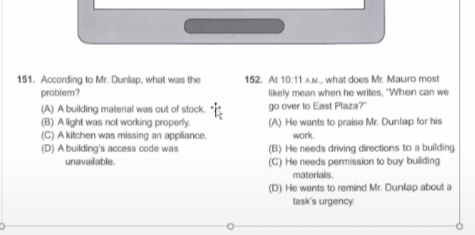 151. According to Mr. Dunlap, what was the
problem?
(A) A building material was out of stock.
(B) A light was not working properly.
(C) A kitchen was missing an appliance.
(D) A building's access code was
unavailable.
152. At 10:11 A.M., what does Mr. Mauro most
likely mean when he writes, "When can we
go over to East Plaza?"
(A) He wants to praise Mr. Dunlap for his
work.
(B) He needs driving directions to a building.
(C) He needs permission to buy building
materials.
(D) He wants to remind Mr. Dunlap about a
task's urgency.